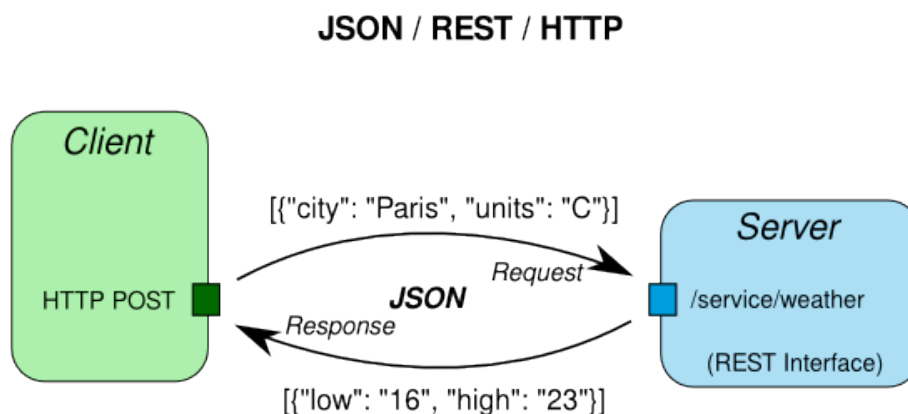 JSON / REST / HTTP
Client
[{"city": "Paris", "units": "C"}]
Server
Request
HTTP POST
JSON
/service/weather
Response
(REST Interface)
[{"low": "16", "high": "23"}]